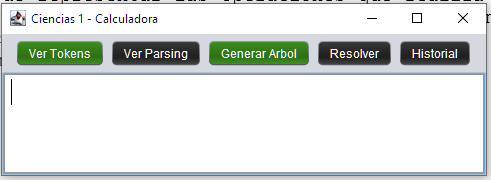 Ciencias 1 - Calculadora
Ver Tokens Ver Parsing Generar Arbol Resolver Historial